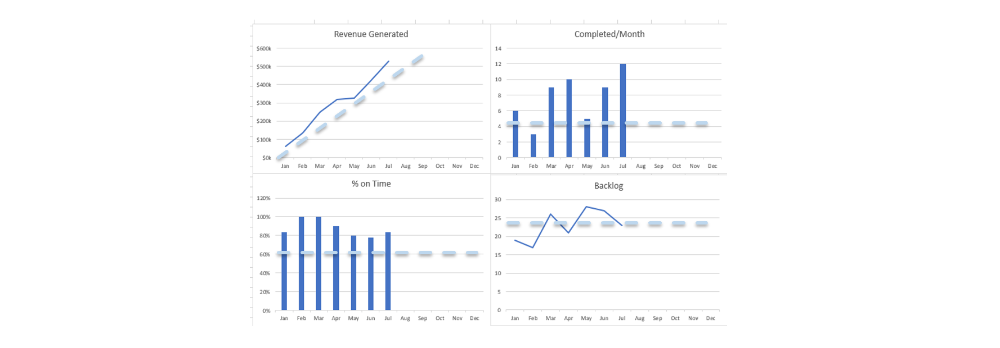 Revenue Generated
$600k
$500k
$400k
$300k
$200k
$100k
$0k
Jan Feb Mar Apr May Jun Jul Aug Sep Oct Nov Dec
Completed/Month
14
12
10
8
6
4
2
0
Jan Feb Mar Apr May Jun Jul Aug Sep Oct Nov Dec
% on Time
120%
100%
80%
60%
40%
20%
0%
Jan Feb Mar Apr May Jun Jul Aug Sep Oct Nov Dec
Backlog
30
25
20
15
10
5
0
Jan Feb Mar Apr May Jun Jul Aug Sep Oct Nov Dec